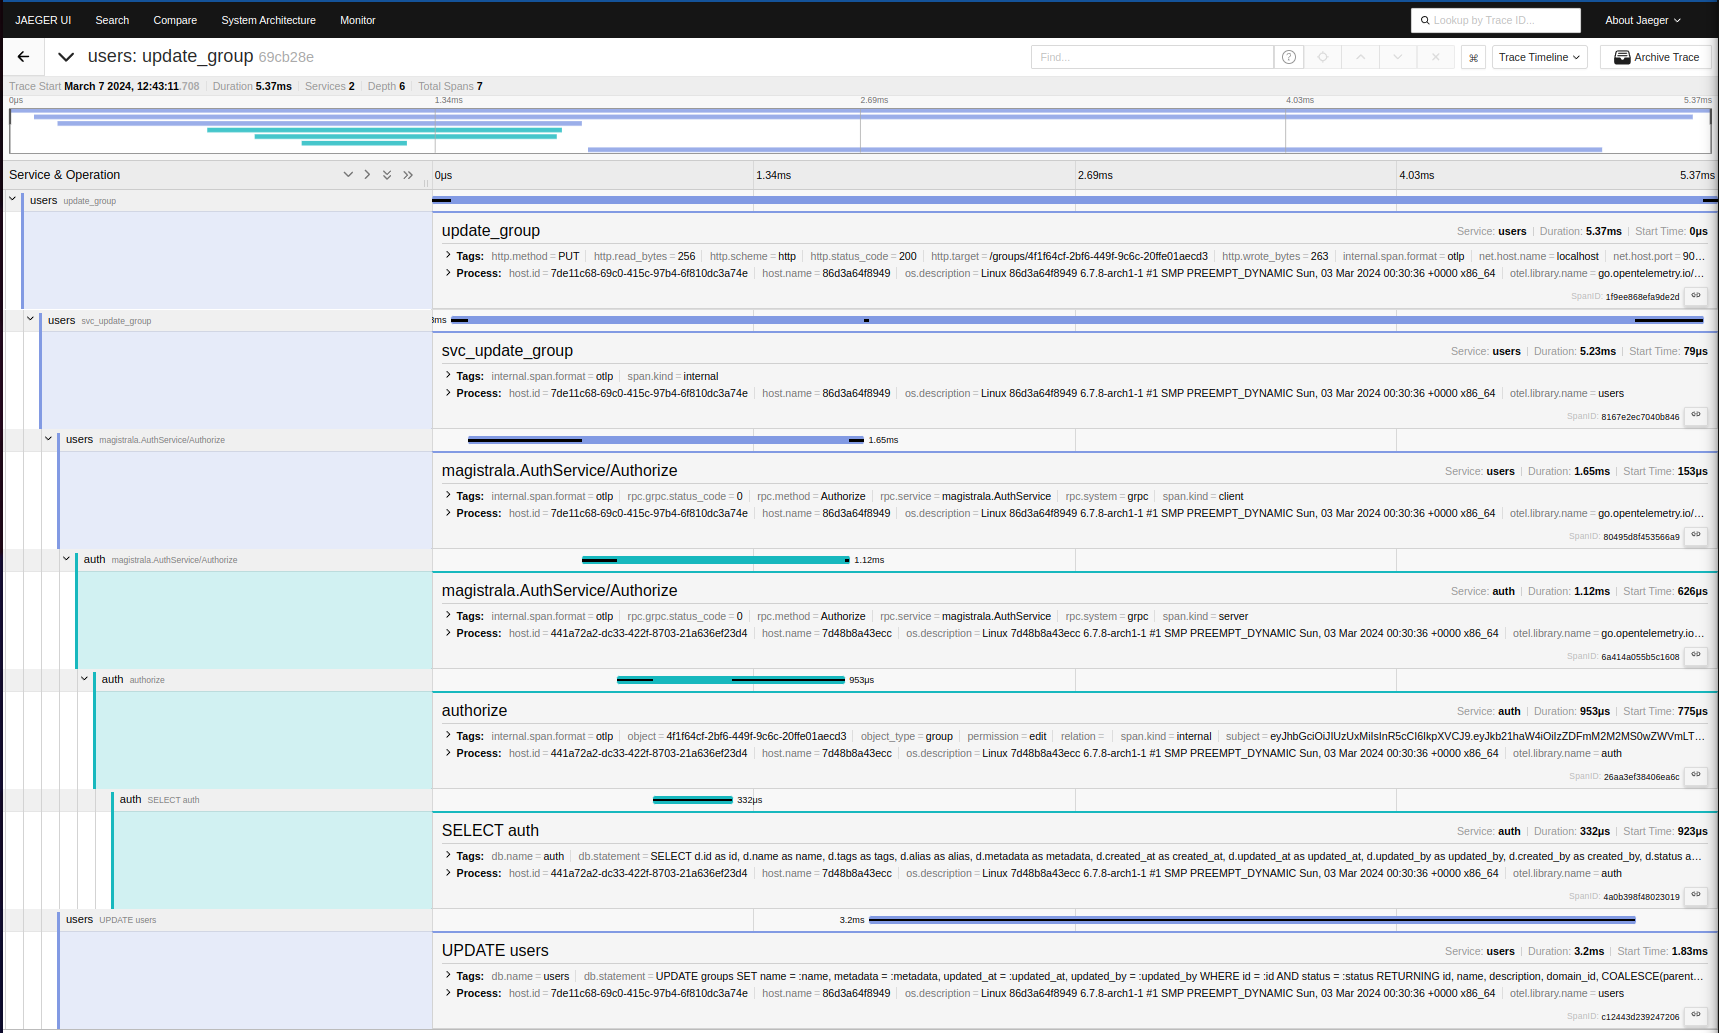 JAEGER UI Search Compare System Architecture Monitor Lookup by Trace ID... About Jaeger
users: update_group 69cb28e Find... Trace Timeline Archive Trace
Trace Start March 7 2024, 12:43:11.708 Duration 5.37ms Services 2 Depth 6 Total Spans 7
0μs 1.34ms 2.69ms 4.03ms 5.37ms
Service & Operation 0μs 1.34ms 2.69ms 4.03ms 5.37ms
users update_group
update_group Service: users Duration: 5.37ms Start Time: 0μs
Tags: http.method = PUT http.read_bytes = 256 http.scheme = http http.status_code = 200 http.target = /groups/4f1f64cf-2bf6-449f-9c6c-20ffe01aecd3 http.wrote_bytes = 263 internal.span.format = otlp net.host.name = localhost net.host.port = 90...
Process: host.id = 7de11c68-69c0-415c-97b4-6f810dc3a74e host.name = 86d3a64f8949 os.description = Linux 86d3a64f8949 6.7.8-arch1-1 #1 SMP PREEMPT_DYNAMIC Sun, 03 Mar 2024 00:30:36 +0000 x86_64 otel.library.name = go.opentelemetry.io/...
SpanID: 1f9ee868efa9de2d
users svc_update_group 3ms
svc_update_group Service: users Duration: 5.23ms Start Time: 79μs
Tags: internal.span.format = otlp span.kind = internal
Process: host.id = 7de11c68-69c0-415c-97b4-6f810dc3a74e host.name = 86d3a64f8949 os.description = Linux 86d3a64f8949 6.7.8-arch1-1 #1 SMP PREEMPT_DYNAMIC Sun, 03 Mar 2024 00:30:36 +0000 x86_64 otel.library.name = users
SpanID: 8167e2ec7040b846
users magistrala.AuthService/Authorize 1.65ms
magistrala.AuthService/Authorize Service: users Duration: 1.65ms Start Time: 153μs
Tags: internal.span.format = otlp rpc.grpc.status_code = 0 rpc.method = Authorize rpc.service = magistrala.AuthService rpc.system = grpc span.kind = client
Process: host.id = 7de11c68-69c0-415c-97b4-6f810dc3a74e host.name = 86d3a64f8949 os.description = Linux 86d3a64f8949 6.7.8-arch1-1 #1 SMP PREEMPT_DYNAMIC Sun, 03 Mar 2024 00:30:36 +0000 x86_64 otel.library.name = go.opentelemetry.io/...
SpanID: 80495d8f453566a9
auth magistrala.AuthService/Authorize 1.12ms
magistrala.AuthService/Authorize Service: auth Duration: 1.12ms Start Time: 626μs
Tags: internal.span.format = otlp rpc.grpc.status_code = 0 rpc.method = Authorize rpc.service = magistrala.AuthService rpc.system = grpc span.kind = server
Process: host.id = 441a72a2-dc33-422f-8703-21a636ef23d4 host.name = 7d48b8a43ecc os.description = Linux 7d48b8a43ecc 6.7.8-arch1-1 #1 SMP PREEMPT_DYNAMIC Sun, 03 Mar 2024 00:30:36 +0000 x86_64 otel.library.name = go.opentelemetry.io...
SpanID: 6a414a055b5c1608
auth authorize 953μs
authorize Service: auth Duration: 953μs Start Time: 775μs
Tags: internal.span.format = otlp object = 4f1f64cf-2bf6-449f-9c6c-20ffe01aecd3 object_type = group permission = edit relation = span.kind = internal subject = eyJhbGciOiJIUzUxMiIsInR5cCI6IkpXVCJ9.eyJkb21haW4iOiIzZDFmM2M2MS0wZWVmLT...
Process: host.id = 441a72a2-dc33-422f-8703-21a636ef23d4 host.name = 7d48b8a43ecc os.description = Linux 7d48b8a43ecc 6.7.8-arch1-1 #1 SMP PREEMPT_DYNAMIC Sun, 03 Mar 2024 00:30:36 +0000 x86_64 otel.library.name = auth
SpanID: 26aa3ef38406ea6c
auth SELECT auth 332μs
SELECT auth Service: auth Duration: 332μs Start Time: 923μs
Tags: db.name = auth db.statement = SELECT d.id as id, d.name as name, d.tags as tags, d.alias as alias, d.metadata as metadata, d.created_at as created_at, d.updated_at as updated_at, d.updated_by as updated_by, d.created_by as created_by, d.status a...
Process: host.id = 441a72a2-dc33-422f-8703-21a636ef23d4 host.name = 7d48b8a43ecc os.description = Linux 7d48b8a43ecc 6.7.8-arch1-1 #1 SMP PREEMPT_DYNAMIC Sun, 03 Mar 2024 00:30:36 +0000 x86_64 otel.library.name = auth
SpanID: 4a0b398f48023019
users UPDATE users 3.2ms
UPDATE users Service: users Duration: 3.2ms Start Time: 1.83ms
Tags: db.name = users db.statement = UPDATE groups SET name = :name, metadata = :metadata, updated_at = :updated_at, updated_by = :updated_by WHERE id = :id AND status = :status RETURNING id, name, description, domain_id, COALESCE(parent...
Process: host.id = 7de11c68-69c0-415c-97b4-6f810dc3a74e host.name = 86d3a64f8949 os.description = Linux 86d3a64f8949 6.7.8-arch1-1 #1 SMP PREEMPT_DYNAMIC Sun, 03 Mar 2024 00:30:36 +0000 x86_64 otel.library.name = users
SpanID: c12443d239247206